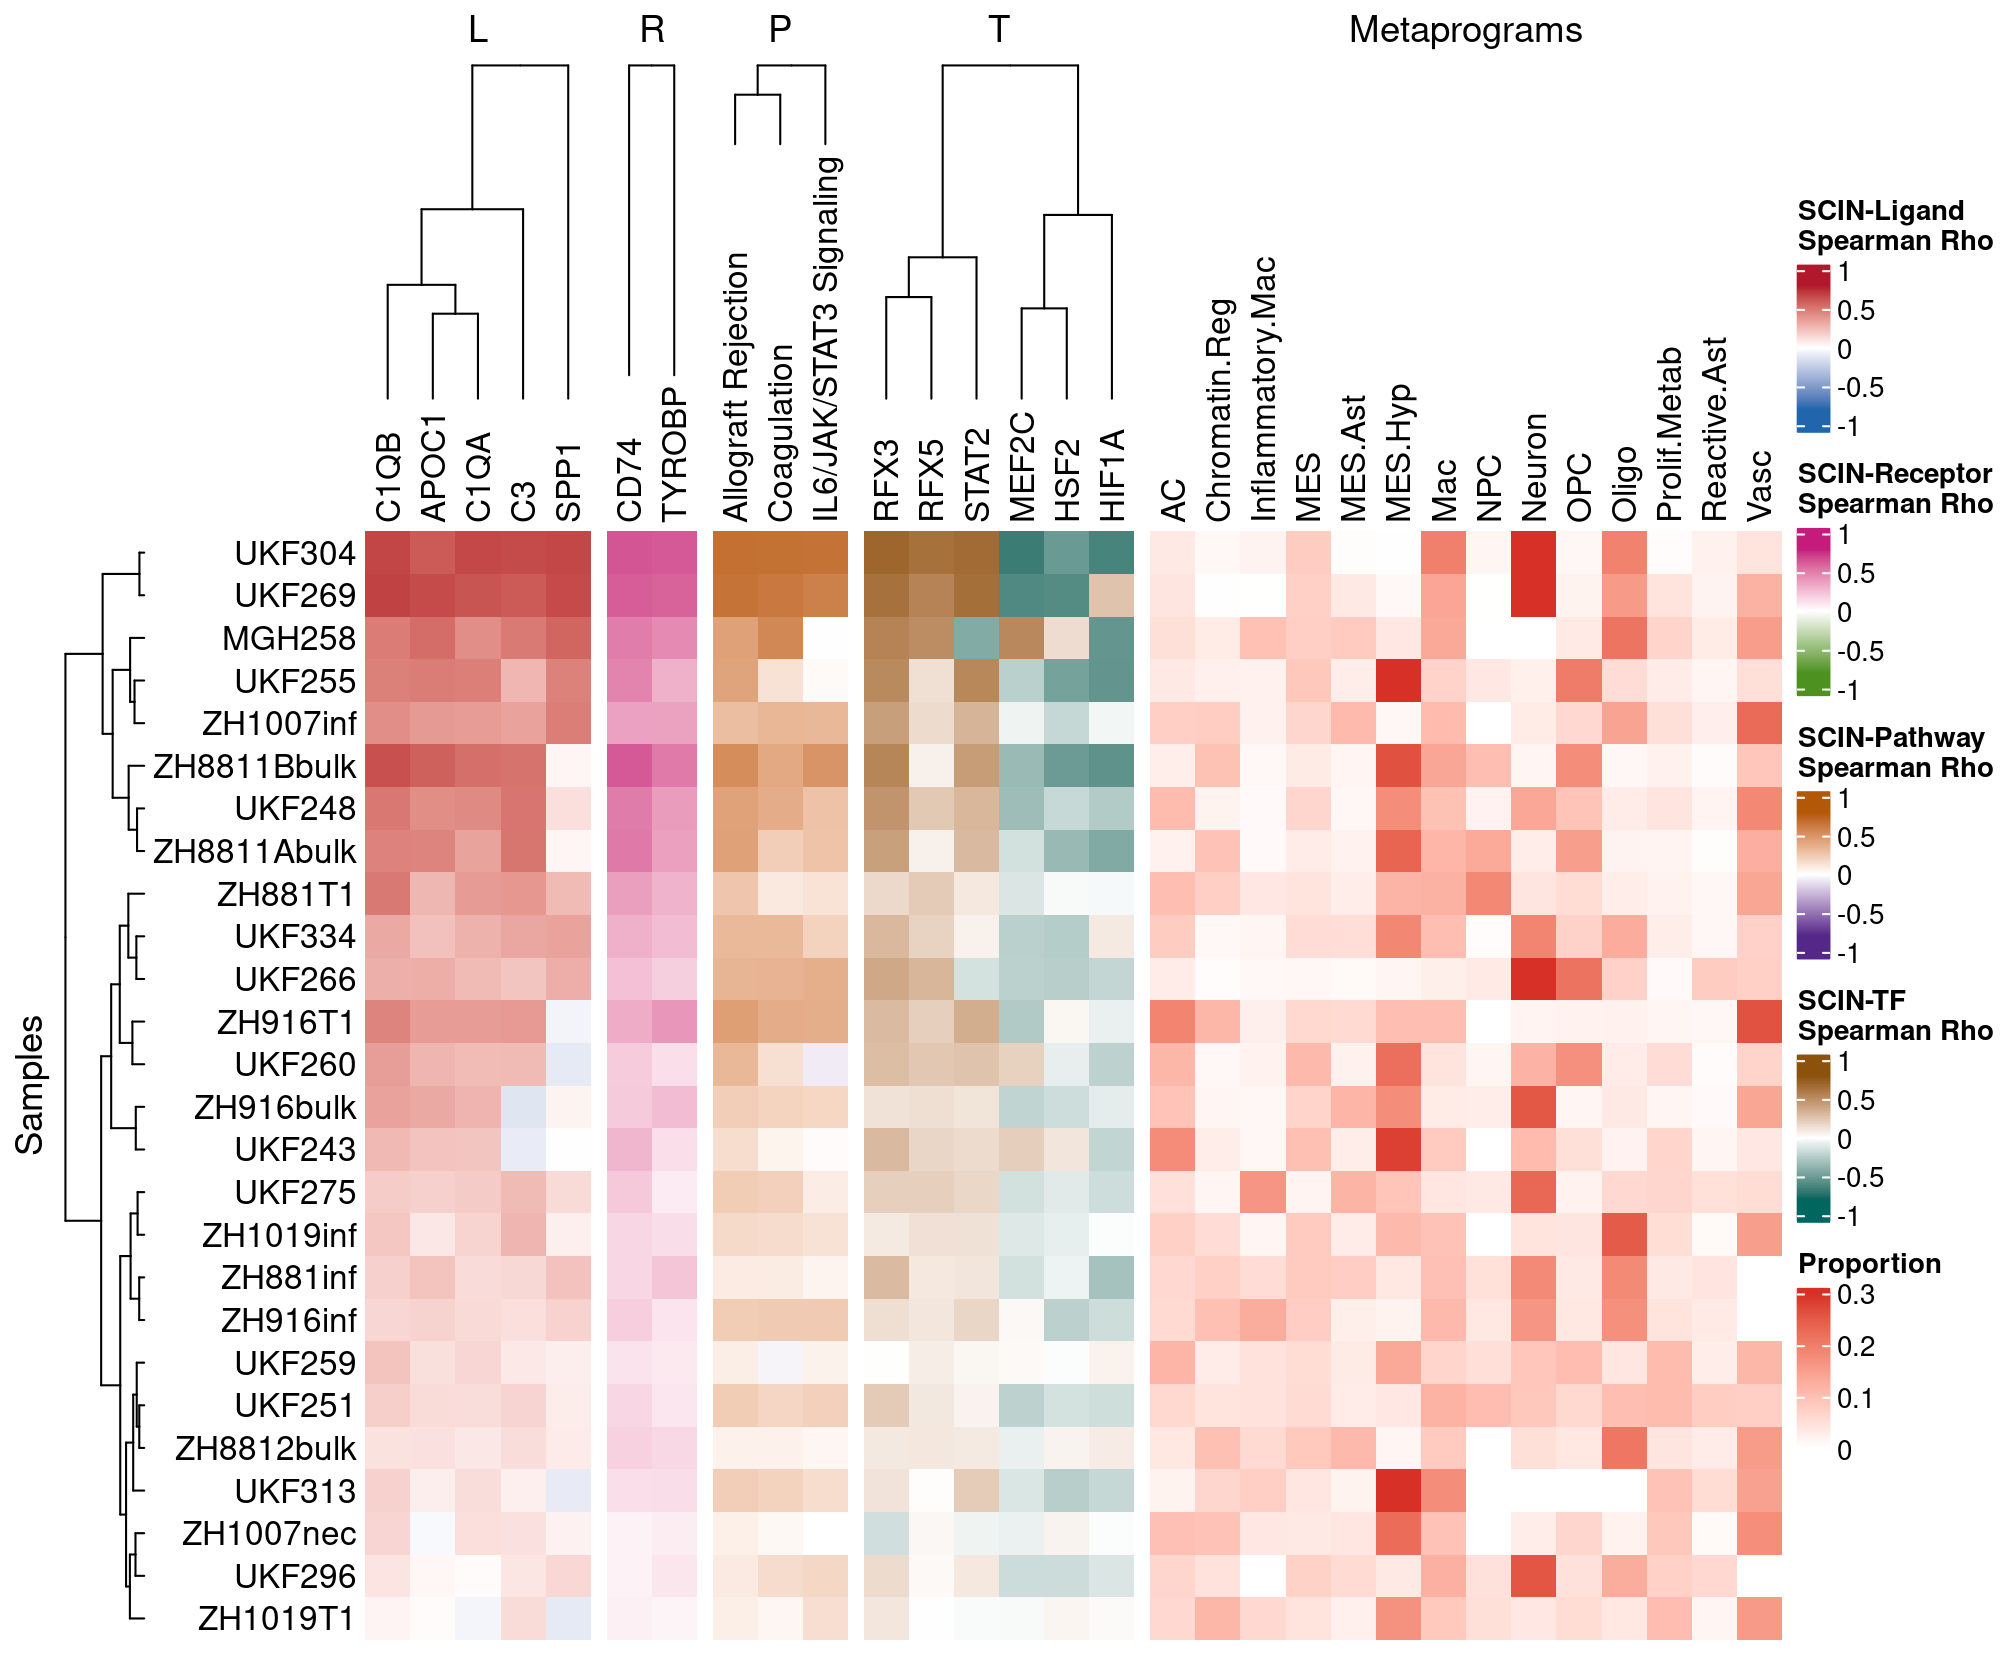 L R P T Metaprograms
C1QB APOC1 C1QA C3 SPP1 CD74 TYROBP Allograft Rejection Coagulation IL6/JAK/STAT3 Signaling RFX3 RFX5 STAT2 MEF2C HSF2 HIF1A AC Chromatin.Reg Inflammatory.Mac MES MES.Ast MES.Hyp Mac NPC Neuron OPC Oligo Prolif.Metab Reactive.Ast Vasc
Samples
UKF304
UKF269
MGH258
UKF255
ZH1007inf
ZH8811Bbulk
UKF248
ZH8811Abulk
ZH881T1
UKF334
UKF266
ZH916T1
UKF260
ZH916bulk
UKF243
UKF275
ZH1019inf
ZH881inf
ZH916inf
UKF259
UKF251
ZH8812bulk
UKF313
ZH1007nec
UKF296
ZH1019T1
SCIN-Ligand
Spearman Rho
1
0.5
0
-0.5
-1
SCIN-Receptor
Spearman Rho
1
0.5
0
-0.5
-1
SCIN-Pathway
Spearman Rho
1
0.5
0
-0.5
-1
SCIN-TF
Spearman Rho
1
0.5
0
-0.5
-1
Proportion
0.3
0.2
0.1
0